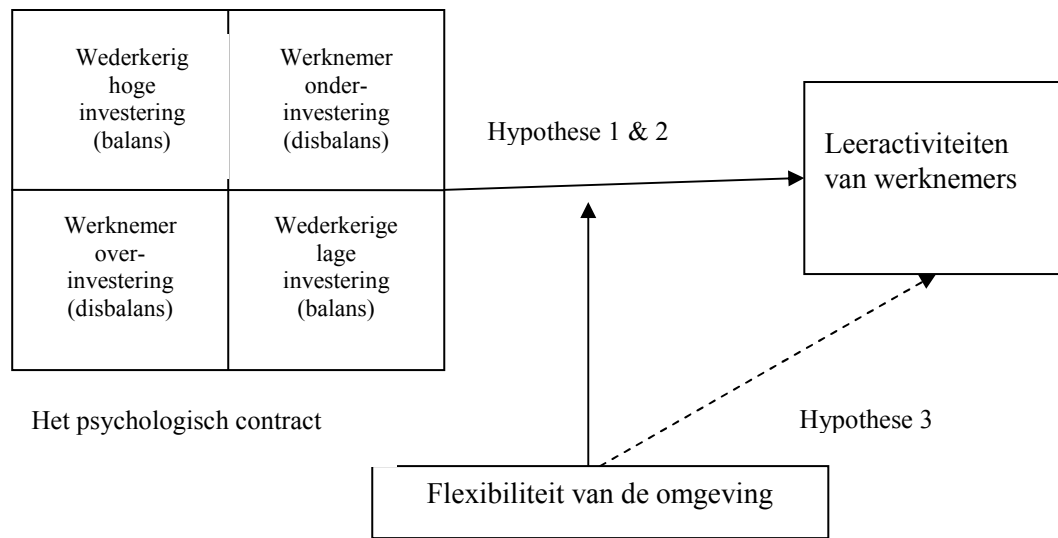 Wederkerig
hoge
investering
(balans)
Werknemer
onder-
investering
(disbalans)
Werknemer
over-
investering
(disbalans)
Wederkerige
lage
investering
(balans)
Hypothese 1 & 2
Leeractiviteiten
van werknemers
Het psychologisch contract
Hypothese 3
Flexibiliteit van de omgeving